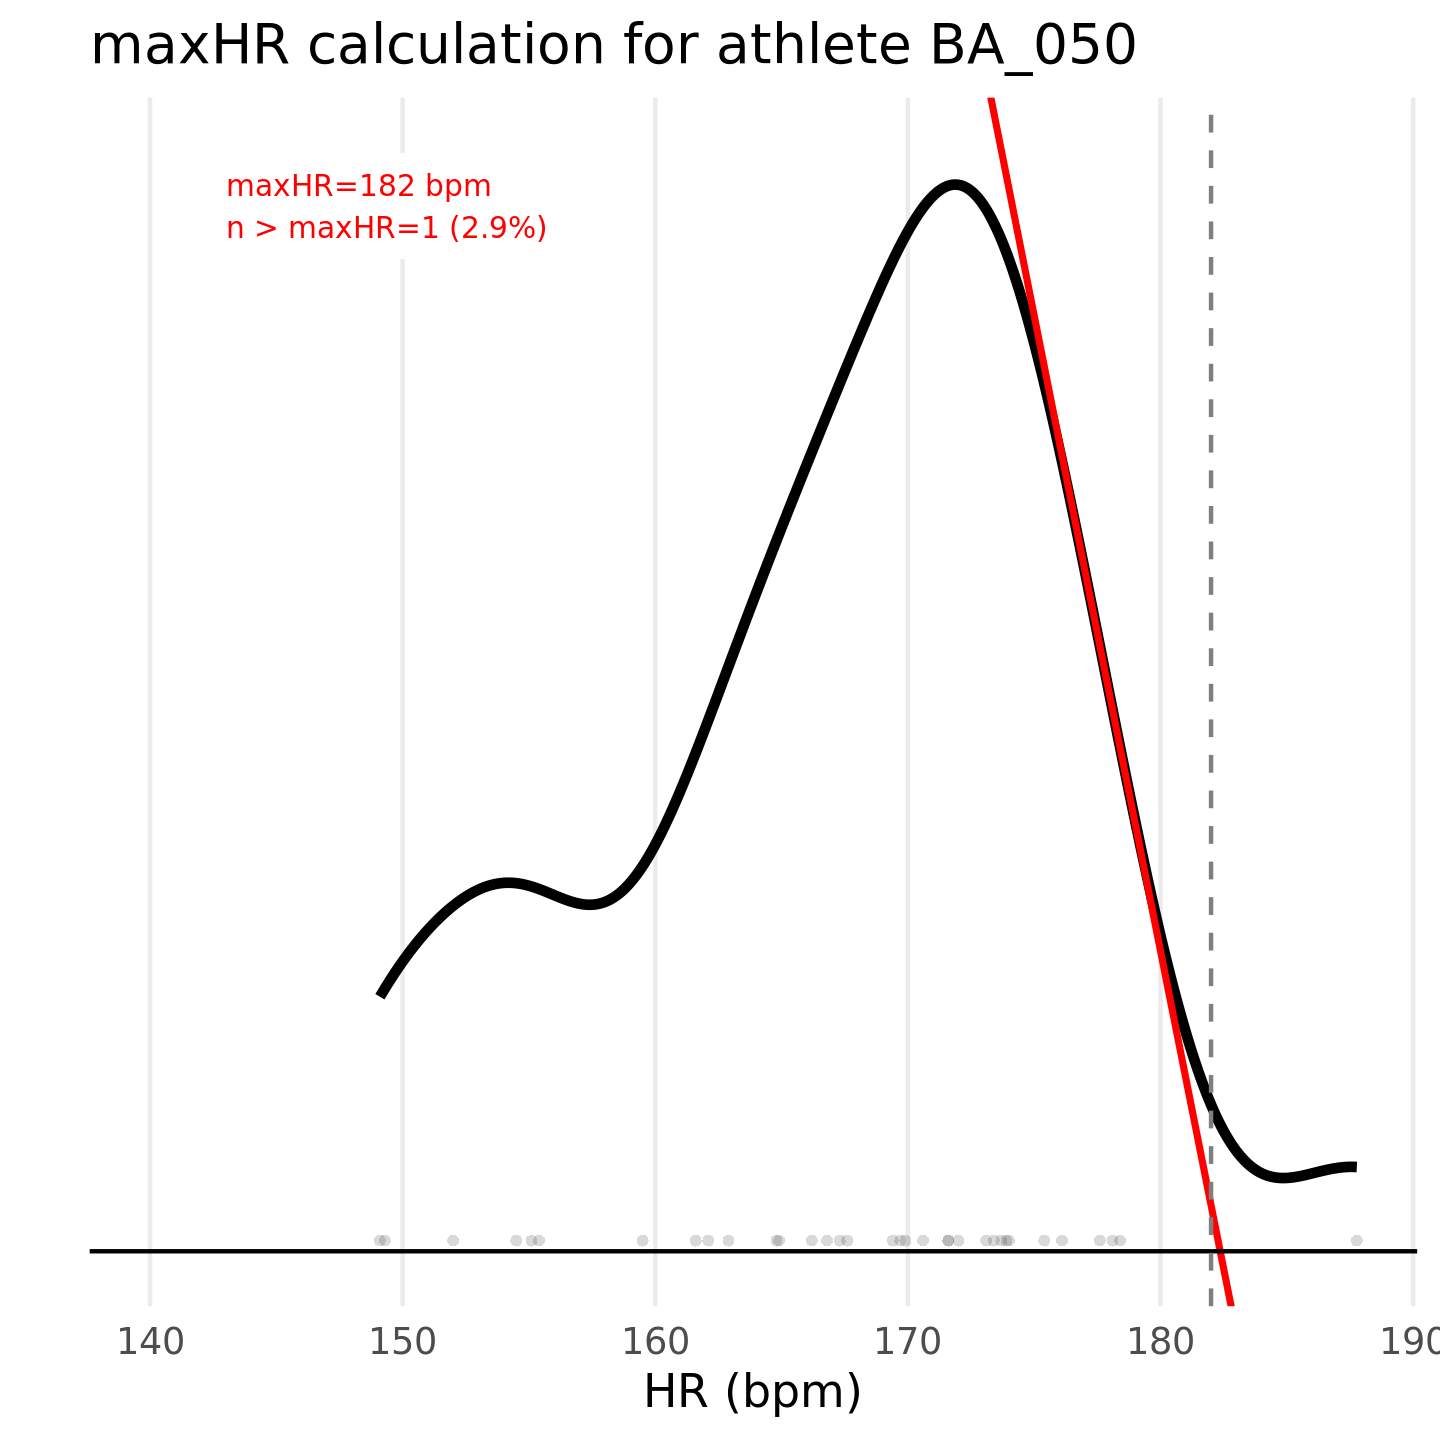 maxHR calculation for athlete BA_050
maxHR=182 bpm
n > maxHR=1 (2.9%)
140 150 160 170 180 190
HR (bpm)